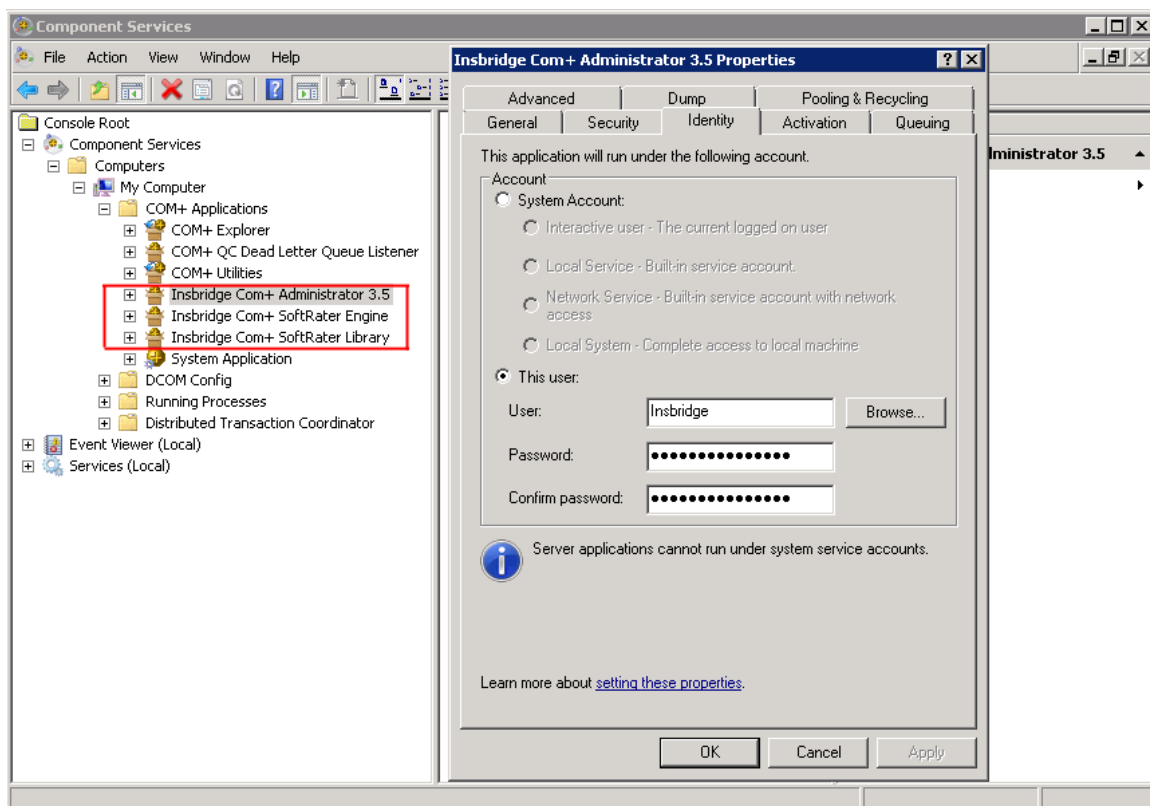 Component Services
File Action View Window Help
Console Root
Component Services
Computers
My Computer
COM+ Applications
COM+ Explorer
COM+ QC Dead Letter Queue Listener
COM+ Utilities
Insbridge Com+ Administrator 3.5
Insbridge Com+ SoftRater Engine
Insbridge Com+ SoftRater Library
System Application
DCOM Config
Running Processes
Distributed Transaction Coordinator
Event Viewer (Local)
Services (Local)
Insbridge Com+ Administrator 3.5 Properties
Advanced Dump Pooling & Recycling
General Security Identity Activation Queuing
This application will run under the following account.
Account
System Account:
Interactive user - The current logged on user
Local Service - Built-in service account.
Network Service - Built-in service account with network
access
Local System - Complete access to local machine
This user:
User: Insbridge Browse...
Password: ●●●●●●●●●●●●●●●
Confirm password: ●●●●●●●●●●●●●●●
Server applications cannot run under system service accounts.
Learn more about setting these properties.
OK Cancel Apply
3.5